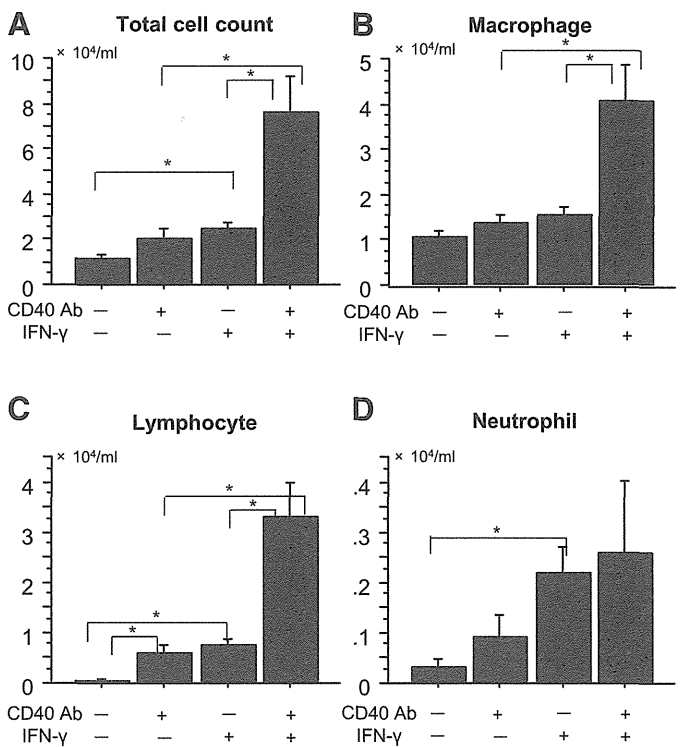 A Total cell count
× 10⁴/ml
10
8
6
4
2
0
* * *
CD40 Ab — + — +
IFN-γ — — + +
B Macrophage
× 10⁴/ml
5
4
3
2
1
0
* *
CD40 Ab — + — +
IFN-γ — — + +
C Lymphocyte
× 10⁴/ml
4
3
2
1
0
* * * *
CD40 Ab — + — +
IFN-γ — — + +
D Neutrophil
× 10⁴/ml
.4
.3
.2
.1
0
*
CD40 Ab — + — +
IFN-γ — — + +